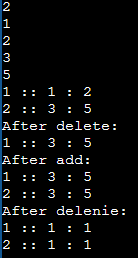 2
1
2
3
5
1 :: 1 : 2
2 :: 3 : 5
After delete:
1 :: 3 : 5
After add:
1 :: 3 : 5
2 :: 3 : 5
After delenie:
1 :: 1 : 1
2 :: 1 : 1